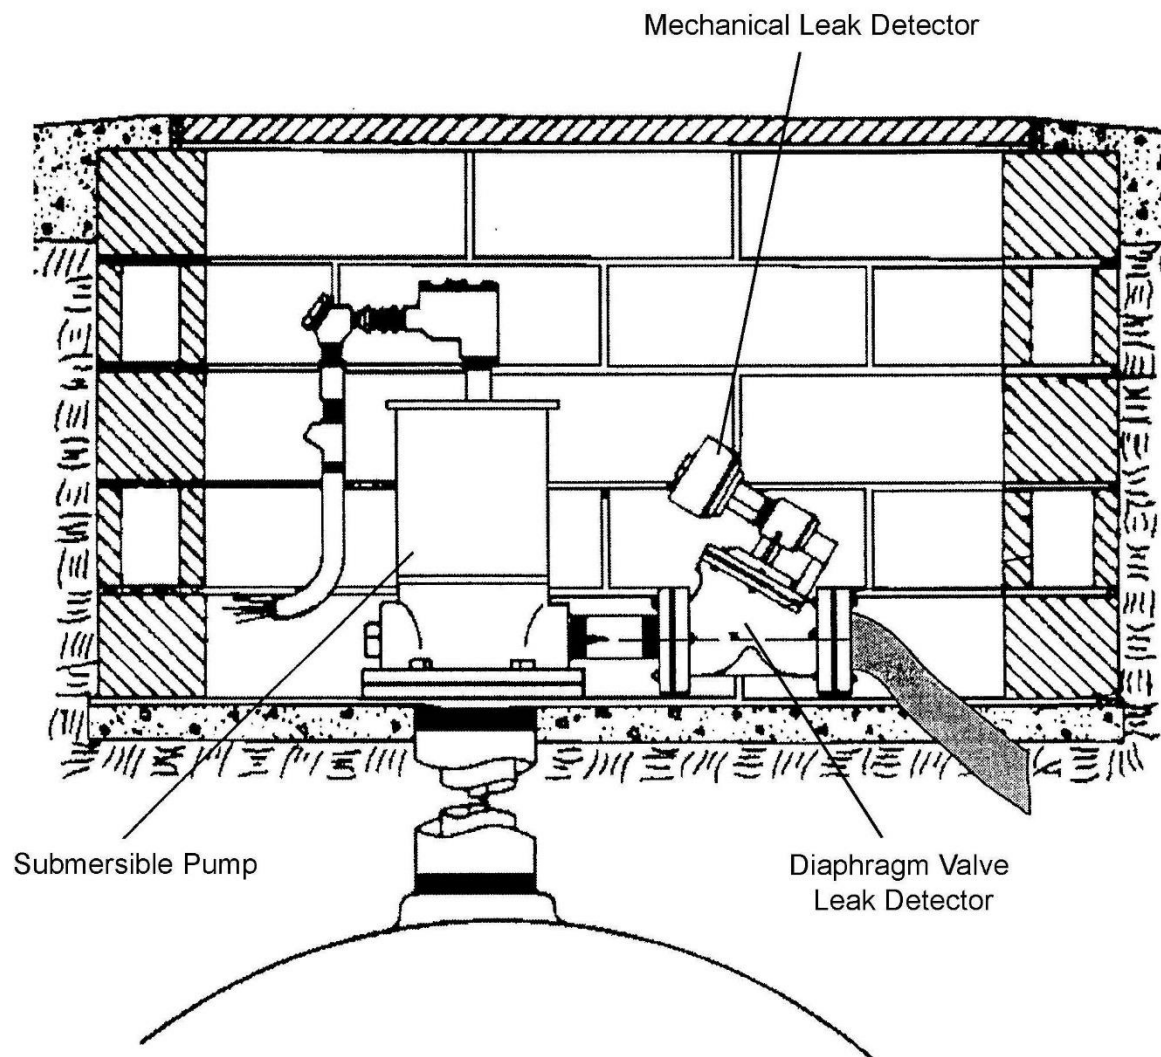 Mechanical Leak Detector
Submersible Pump
Diaphragm Valve
Leak Detector